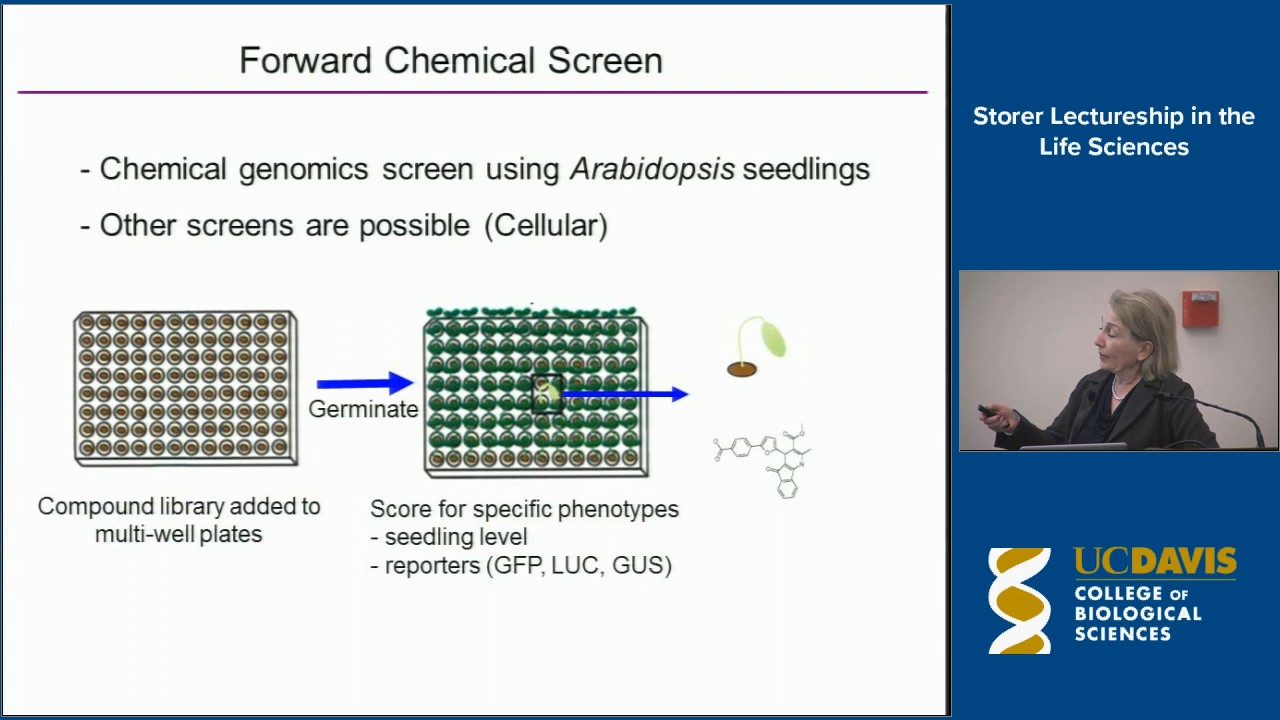 Forward Chemical Screen
- Chemical genomics screen using Arabidopsis seedlings
- Other screens are possible (Cellular)
Germinate
Compound library added to
multi-well plates
Score for specific phenotypes
- seedling level
- reporters (GFP, LUC, GUS)
Storer Lectureship in the
Life Sciences
UCDAVIS
COLLEGE OF
BIOLOGICAL
SCIENCES